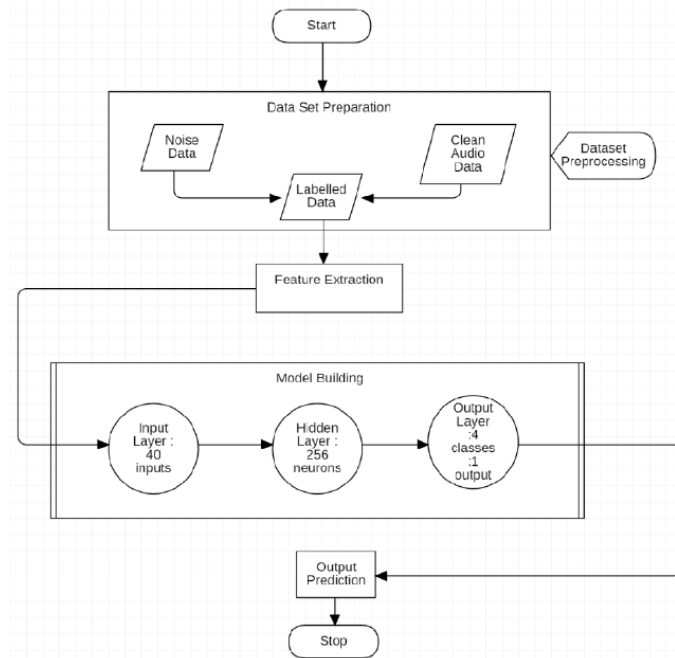 Start
Data Set Preparation
Noise
Data
Clean
Audio
Data
Dataset
Preprocessing
Labelled
Data
Feature Extraction
Model Building
Input
Layer :
40
inputs
Hidden
Layer :
256
neurons
Output
Layer
:4
classes
:1
output
Output
Prediction
Stop